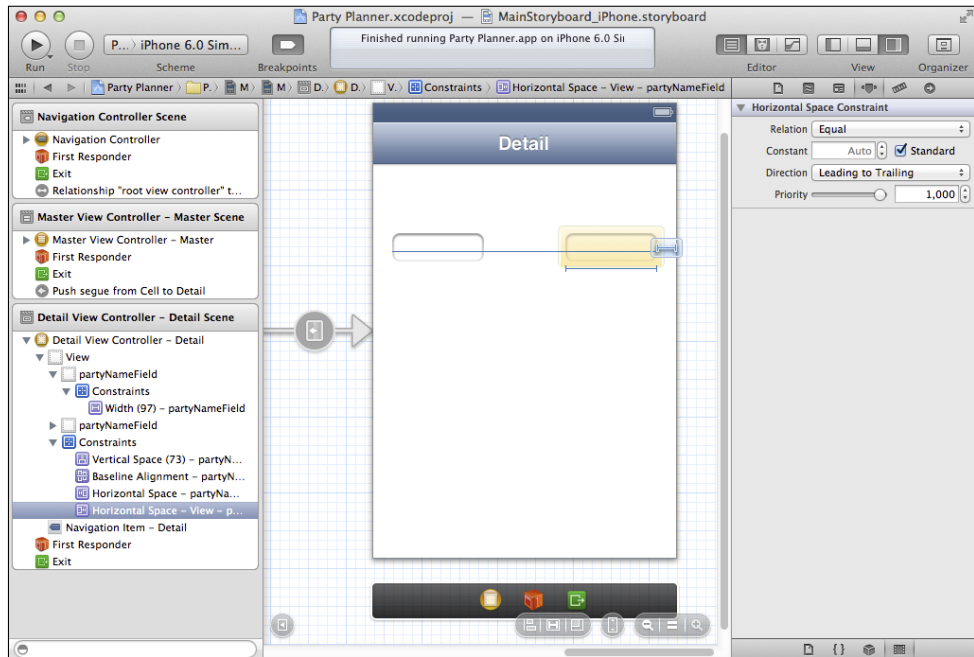 Party Planner.xcodeproj — MainStoryboard_iPhone.storyboard
P...〉 iPhone 6.0 Sim...
Finished running Party Planner.app on iPhone 6.0 Sir
Run Stop Scheme Breakpoints Editor View Organizer
Party Planner 〉 P. 〉 M 〉 M 〉 D. 〉 D. 〉 V. 〉 Constraints 〉 Horizontal Space – View – partyNameField
Navigation Controller Scene
Navigation Controller
First Responder
Exit
Relationship "root view controller" t...
Master View Controller – Master Scene
Master View Controller – Master
First Responder
Exit
Push segue from Cell to Detail
Detail View Controller – Detail Scene
Detail View Controller – Detail
View
partyNameField
Constraints
Width (97) – partyNameField
partyNameField
Constraints
Vertical Space (73) – partyN...
Baseline Alignment – partyN...
Horizontal Space – partyNa...
Horizontal Space – View – p...
Navigation Item – Detail
First Responder
Exit
Detail
Horizontal Space Constraint
Relation Equal
Constant Auto Standard
Direction Leading to Trailing
Priority 1,000